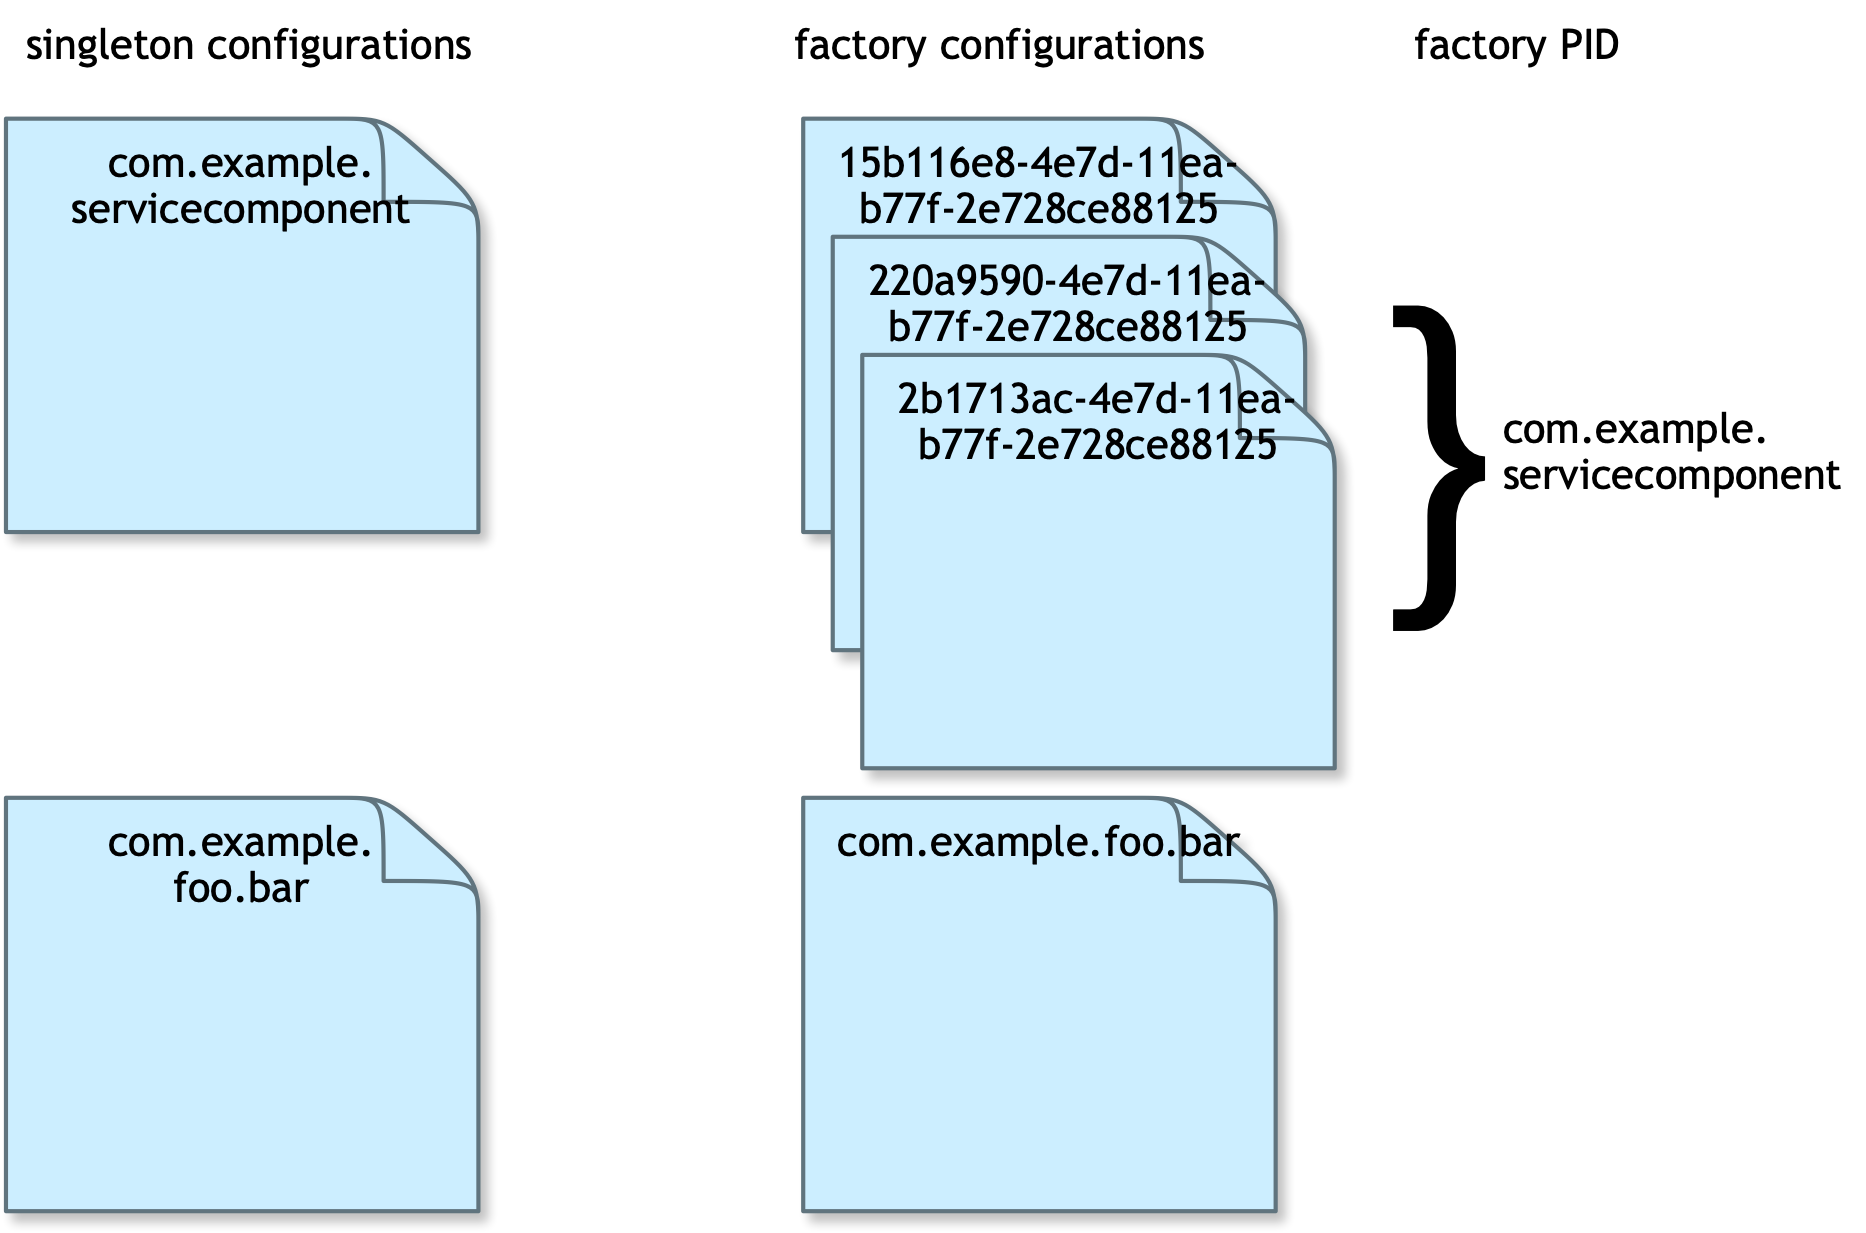 singleton configurations
factory configurations
factory PID
com.example.
servicecomponent
15b116e8-4e7d-11ea-
b77f-2e728ce88125
220a9590-4e7d-11ea-
b77f-2e728ce88125
2b1713ac-4e7d-11ea-
b77f-2e728ce88125
com.example.
servicecomponent
com.example.
foo.bar
com.example.foo.bar